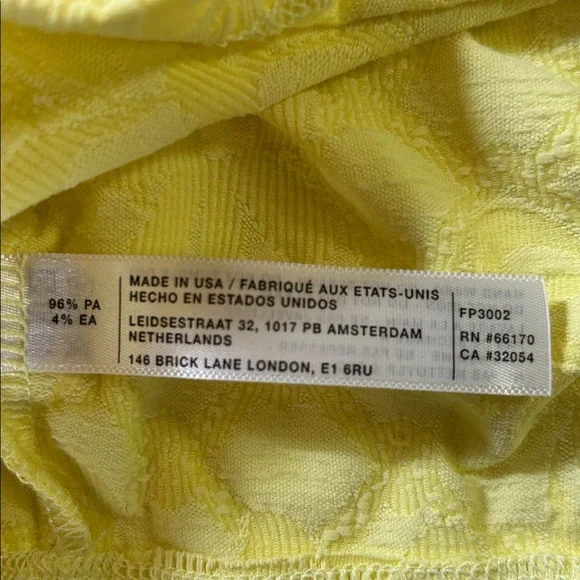 96% PA
4% EA
MADE IN USA / FABRIQUÉ AUX ETATS-UNIS
HECHO EN ESTADOS UNIDOS
LEIDSESTRAAT 32, 1017 PB AMSTERDAM
NETHERLANDS
146 BRICK LANE LONDON, E1 6RU
FP3002
RN #66170
CA #32054